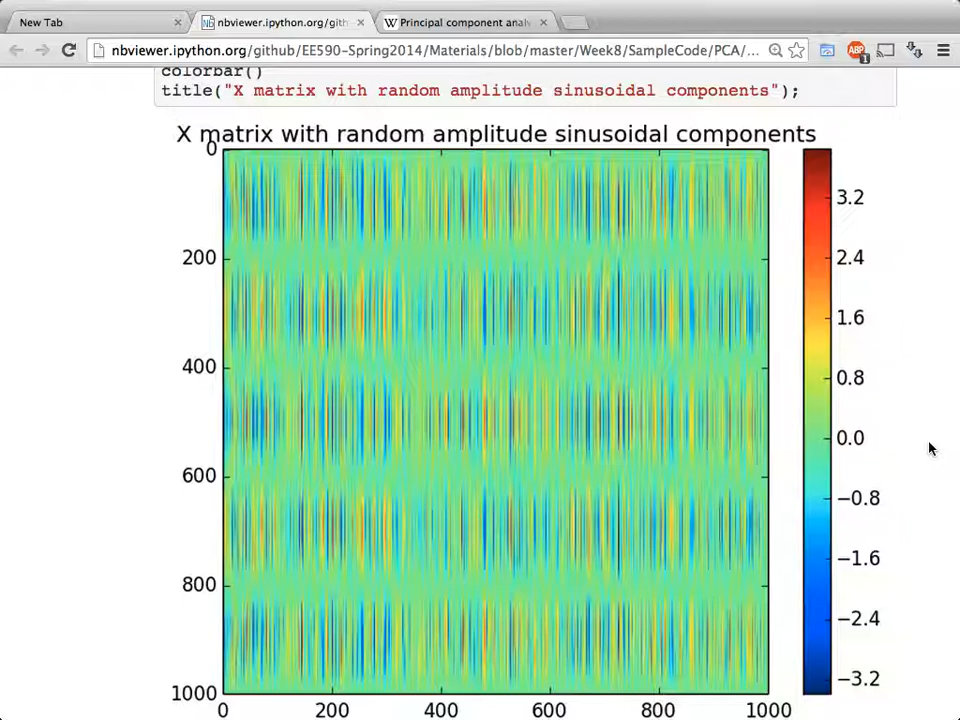 New Tab
nbviewer.ipython.org/gith
Principal component anal
nbviewer.ipython.org/github/EE590-Spring2014/Materials/blob/master/Week8/SampleCode/PCA/...
ABP
1
colorbar()
title("X matrix with random amplitude sinusoidal components");
X matrix with random amplitude sinusoidal components
0
200
400
600
800
1000
0
200
400
600
800
1000
3.2
2.4
1.6
0.8
0.0
−0.8
−1.6
−2.4
−3.2